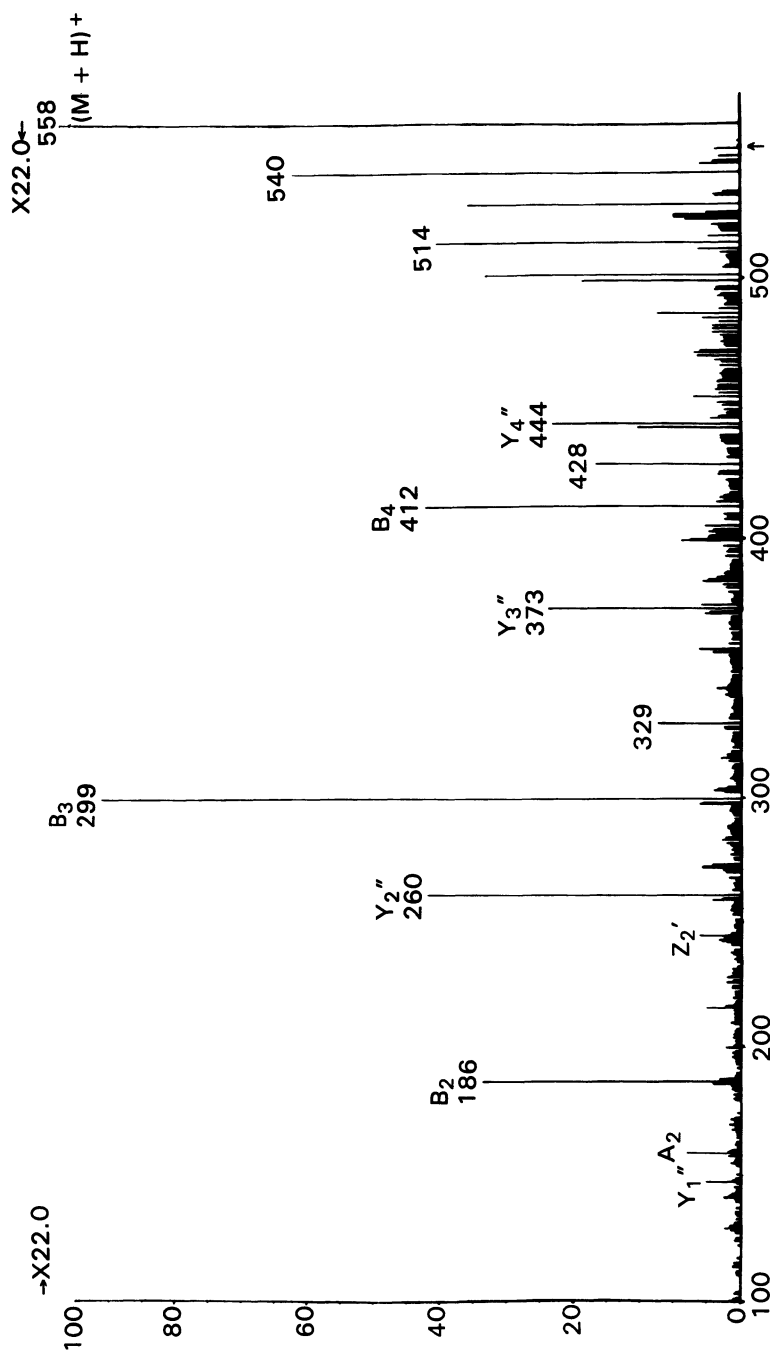 →X22.0
X22.0←
100
80
60
40
20
0
Y₁″
A₂
B₂
186
Z₂′
Y₂″
260
B₃
299
329
Y₃″
373
B₄
412
428
Y₄″
444
514
540
558
(M + H)+
100
200
300
400
500